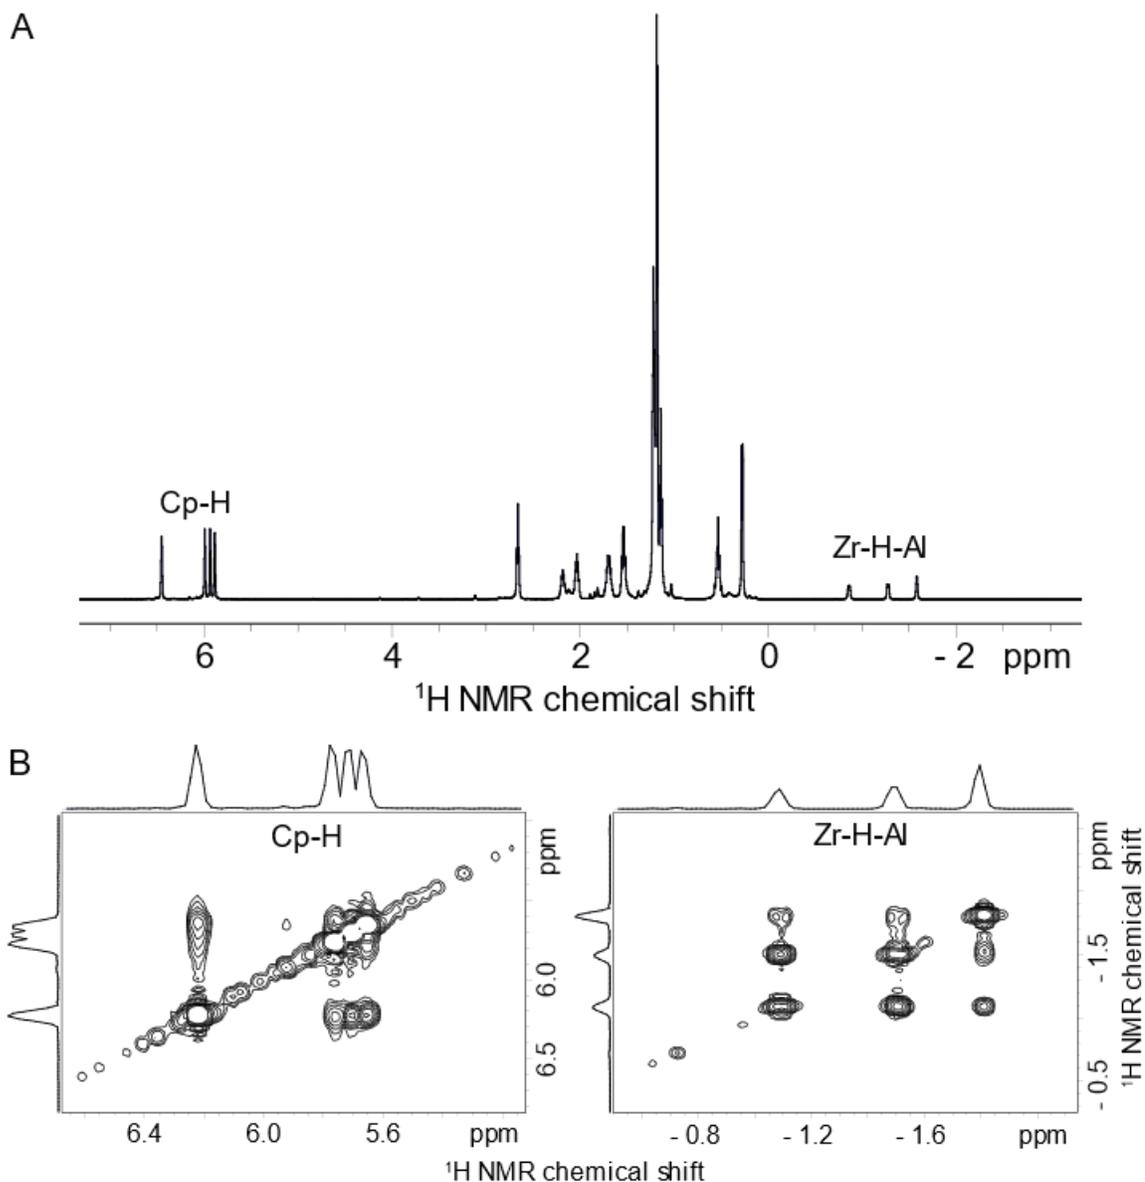 A
Cp-H
Zr-H-Al
6 4 2 0 - 2 ppm
¹H NMR chemical shift
B
Cp-H
ppm
6.0
6.5
6.4 6.0 5.6 ppm
Zr-H-Al
ppm
- 1.5
- 0.5
¹H NMR chemical shift
- 0.8 - 1.2 - 1.6 ppm
¹H NMR chemical shift